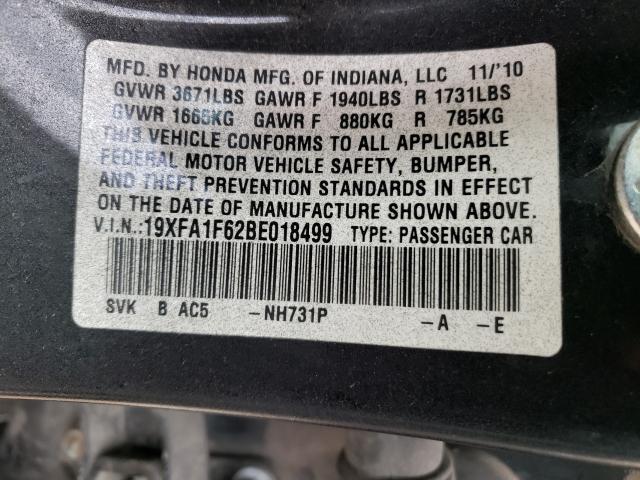 MFD. BY HONDA MFG. OF INDIANA, LLC 11/'10
GVWR 3671LBS GAWR F 1940LBS R 1731LBS
GVWR 1665KG GAWR F 880KG R 785KG
THIS VEHICLE CONFORMS TO ALL APPLICABLE
FEDERAL MOTOR VEHICLE SAFETY, BUMPER,
AND THEFT PREVENTION STANDARDS IN EFFECT
ON THE DATE OF MANUFACTURE SHOWN ABOVE.
V.I.N.:19XFA1F62BE018499 TYPE: PASSENGER CAR
SVK B AC5 -NH731P -A -E